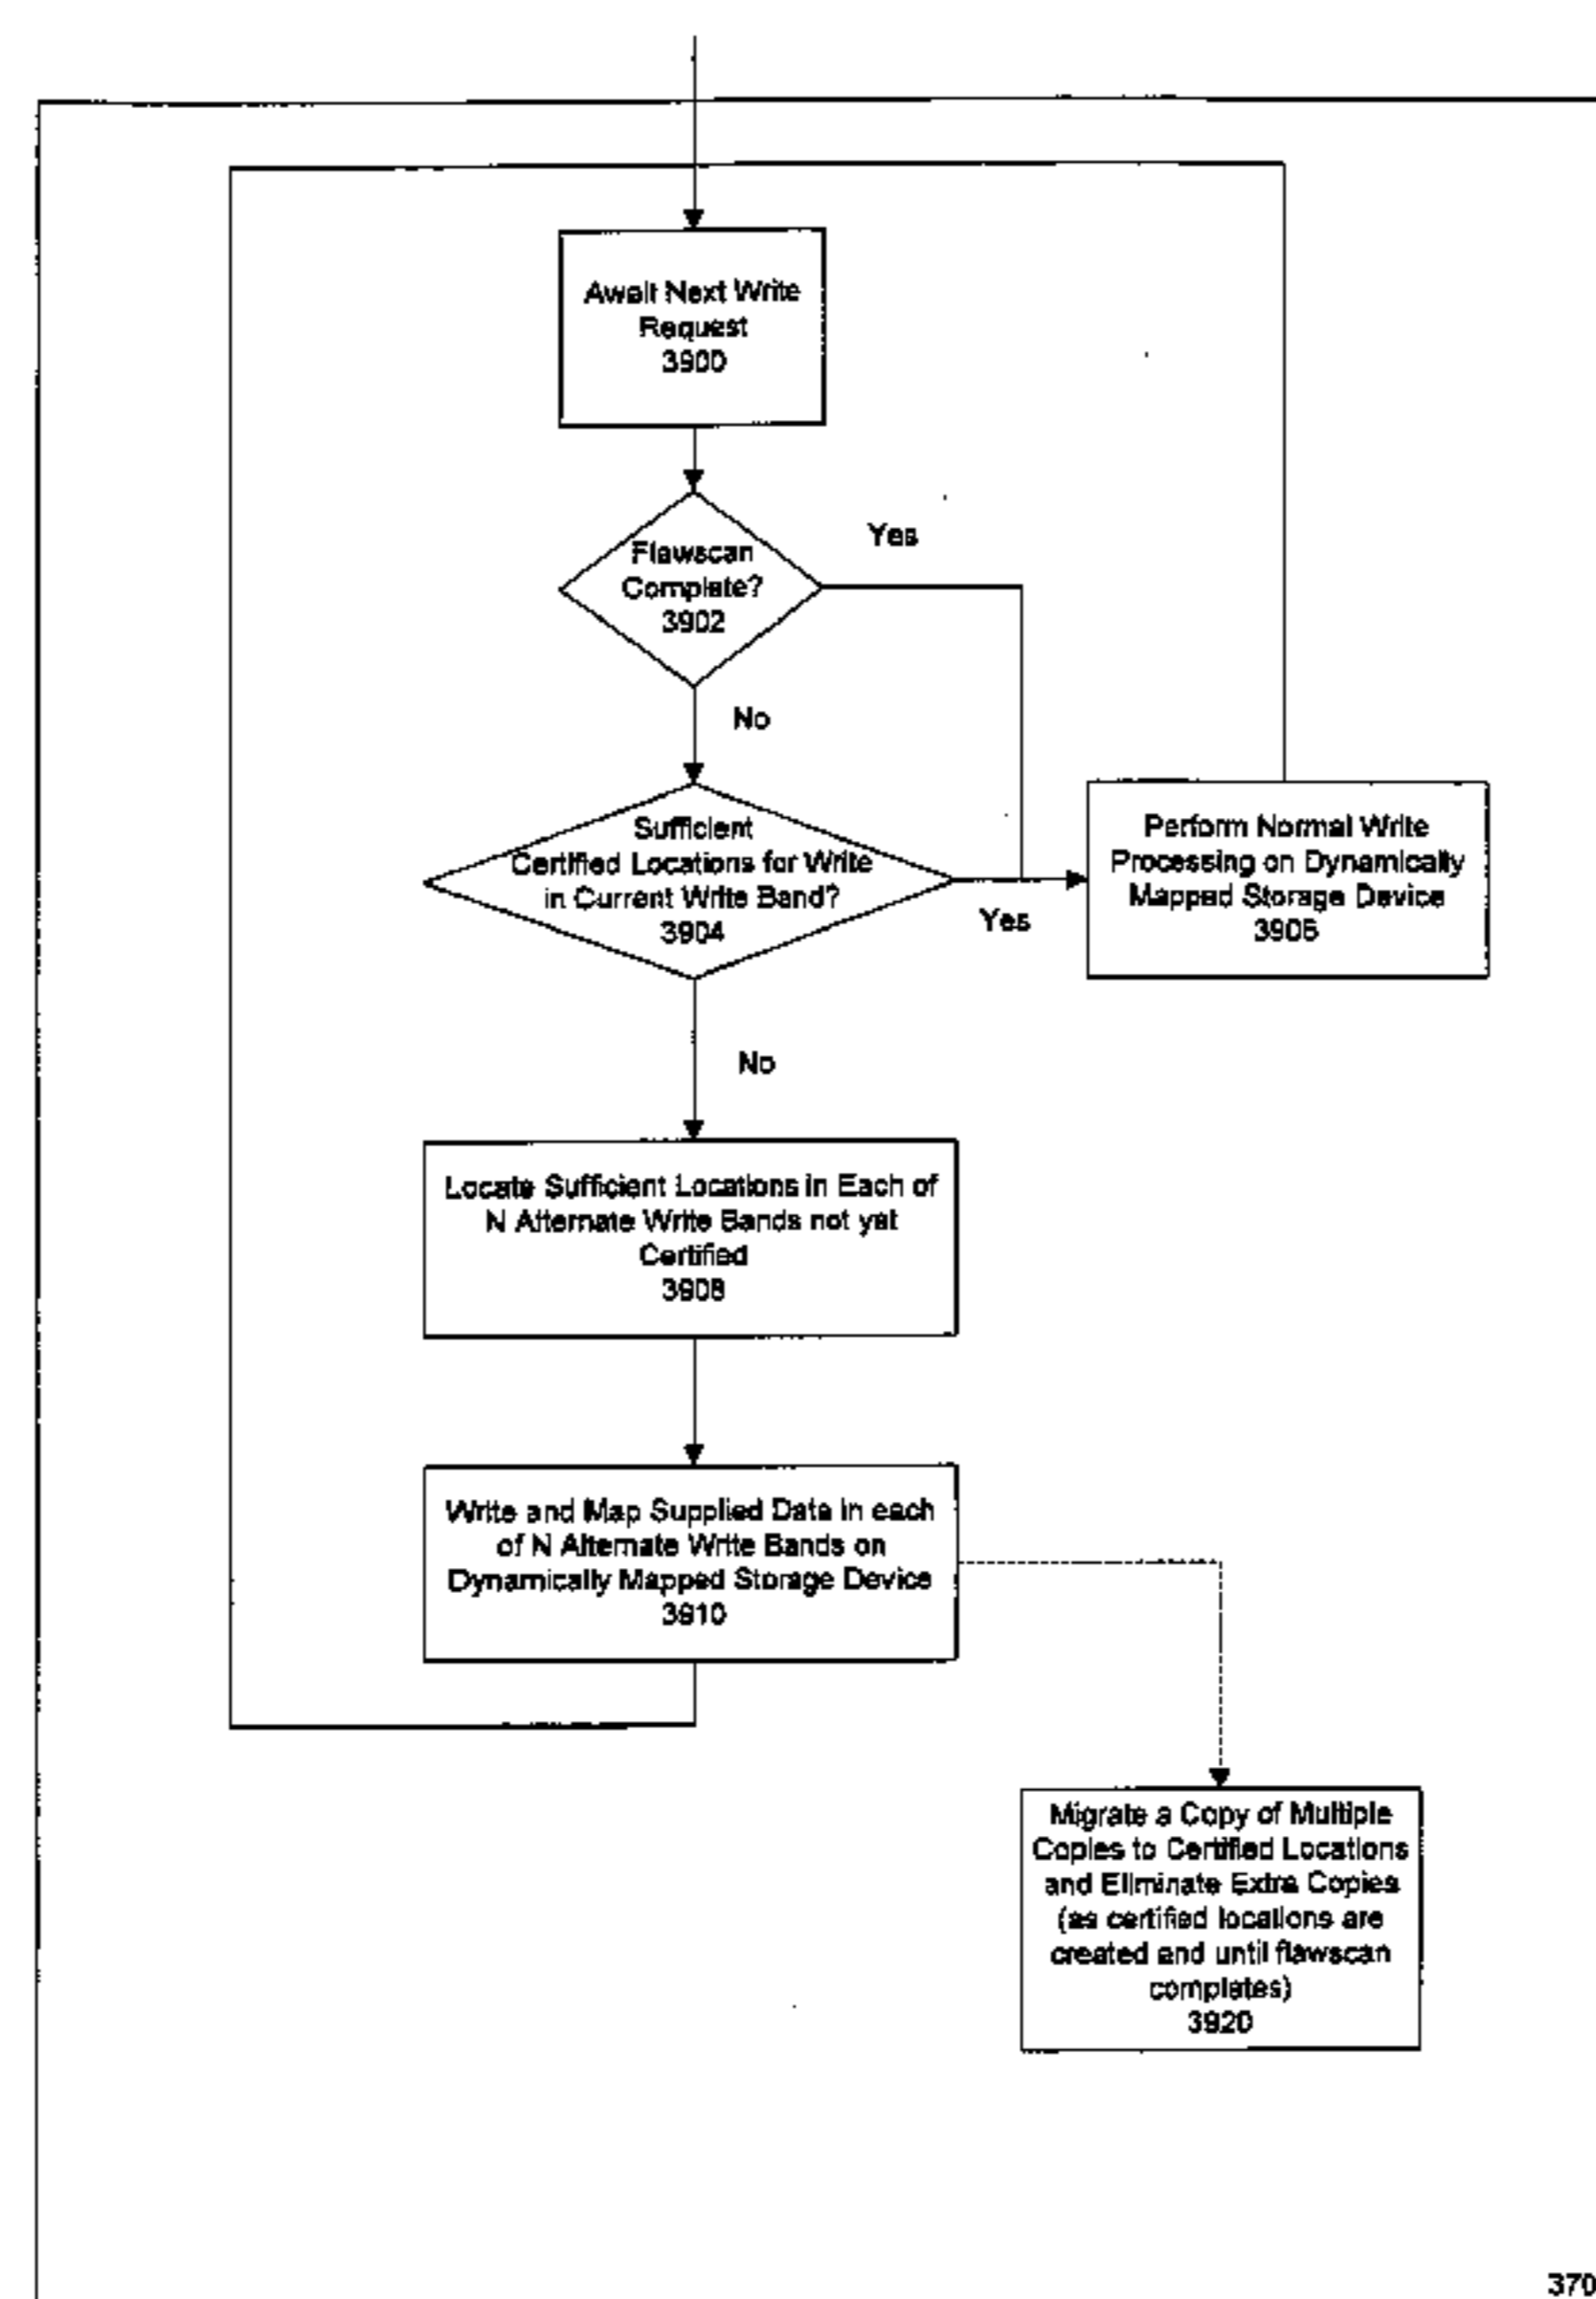 Await Next Write
Request
3900
Flawscan
Complete?
3902
Yes
No
Sufficient
Certified Locations for Write
in Current Write Band?
3904
Yes
Perform Normal Write
Processing on Dynamically
Mapped Storage Device
3906
No
Locate Sufficient Locations in Each of
N Alternate Write Bands not yet
Certified
3908
Write and Map Supplied Data in each
of N Alternate Write Bands on
Dynamically Mapped Storage Device
3910
Migrate a Copy of Multiple
Copies to Certified Locations
and Eliminate Extra Copies
(as certified locations are
created and until flawscan
completes)
3920
370